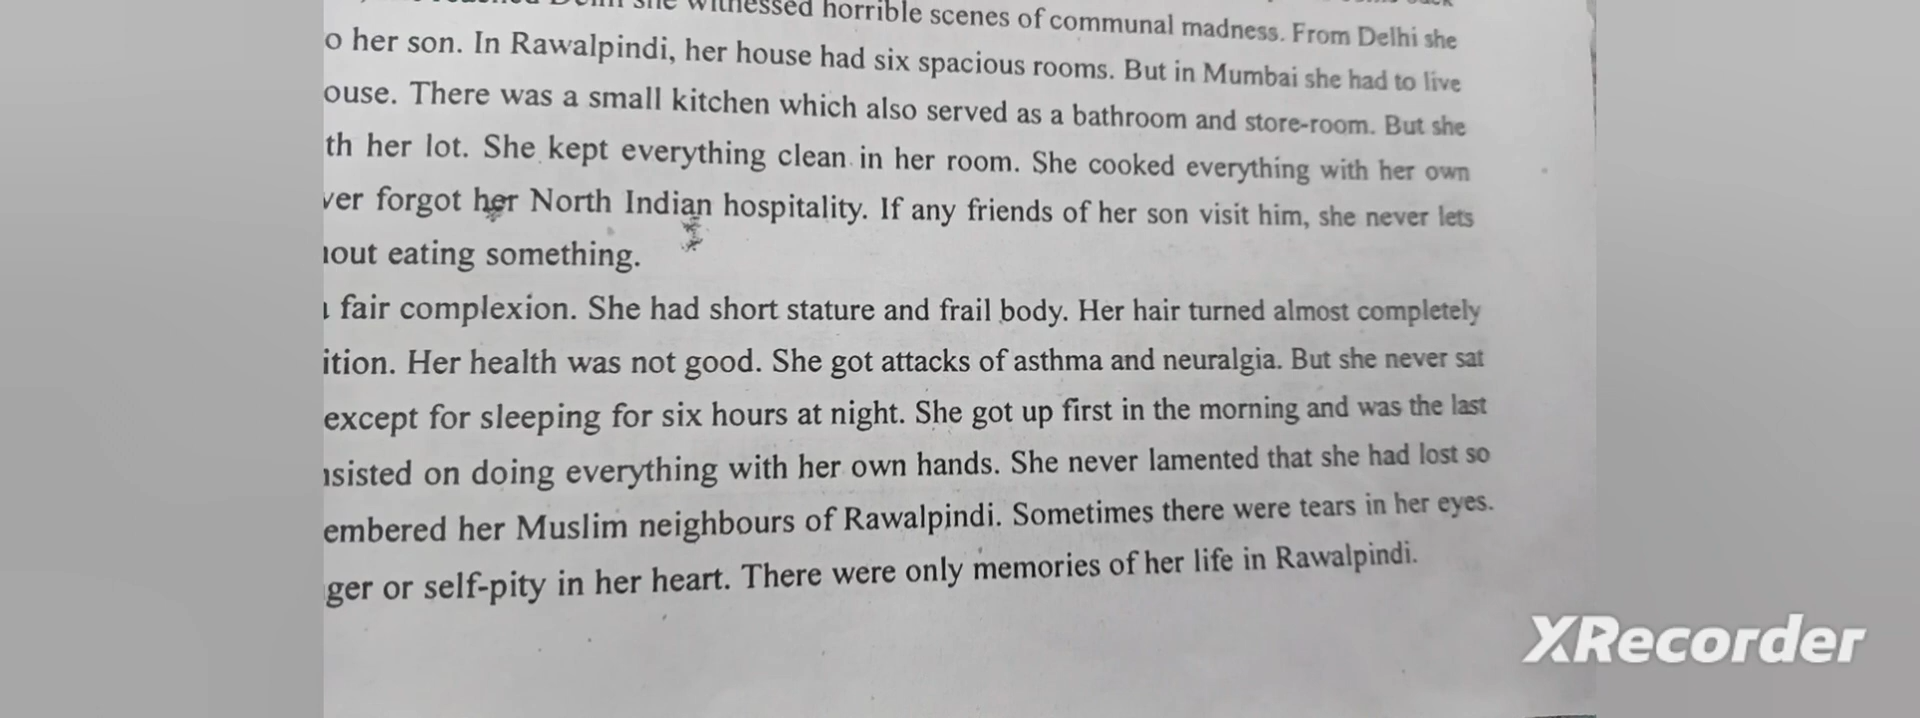 Delhi she witnessed horrible scenes of communal madness. From Delhi she
o her son. In Rawalpindi, her house had six spacious rooms. But in Mumbai she had to live
ouse. There was a small kitchen which also served as a bathroom and store-room. But she
th her lot. She kept everything clean in her room. She cooked everything with her own
ver forgot her North Indian hospitality. If any friends of her son visit him, she never lets
out eating something.
fair complexion. She had short stature and frail body. Her hair turned almost completely
ition. Her health was not good. She got attacks of asthma and neuralgia. But she never sat
except for sleeping for six hours at night. She got up first in the morning and was the last
sisted on doing everything with her own hands. She never lamented that she had lost so
embered her Muslim neighbours of Rawalpindi. Sometimes there were tears in her eyes.
ger or self-pity in her heart. There were only memories of her life in Rawalpindi.
XRecorder